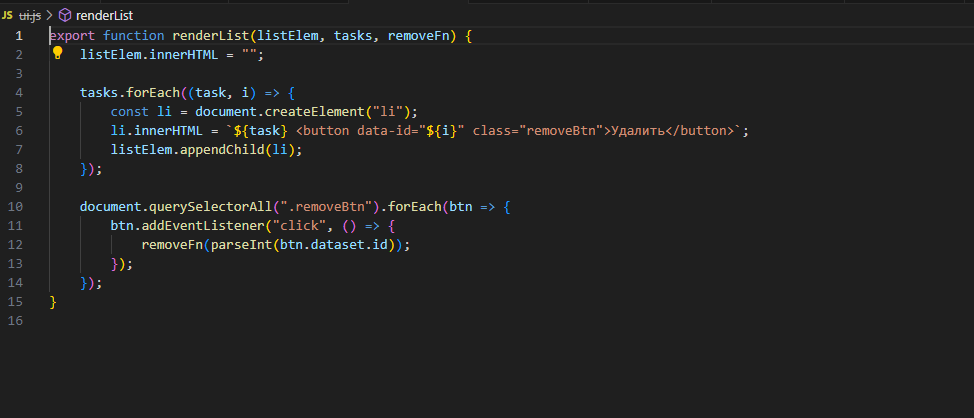 JS ui.js > renderList
1 export function renderList(listElem, tasks, removeFn) {
2     listElem.innerHTML = "";
3
4     tasks.forEach((task, i) => {
5         const li = document.createElement("li");
6         li.innerHTML = `${task} <button data-id="${i}" class="removeBtn">Удалить</button>`;
7         listElem.appendChild(li);
8     });
9
10     document.querySelectorAll(".removeBtn").forEach(btn => {
11         btn.addEventListener("click", () => {
12             removeFn(parseInt(btn.dataset.id));
13         });
14     });
15 }
16